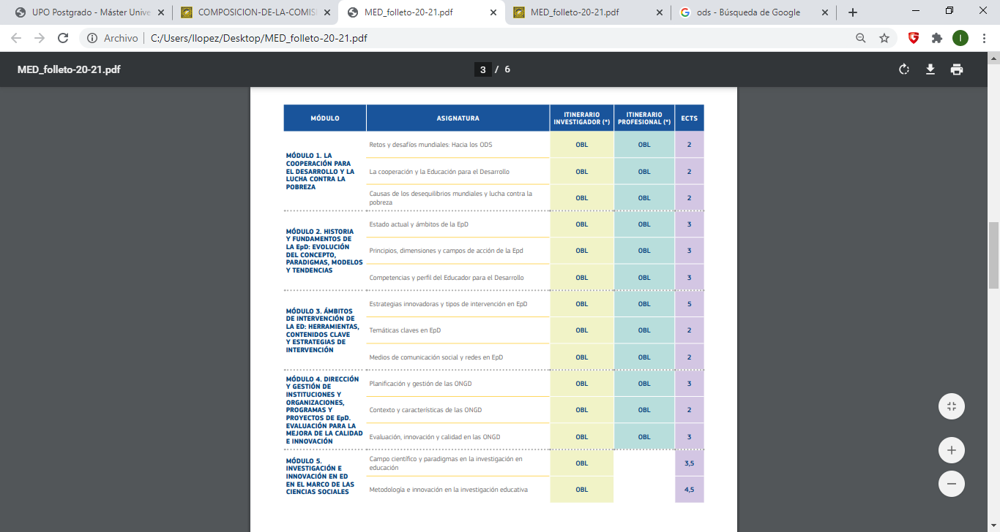 UPO Postgrado - Máster Unive
COMPOSICION-DE-LA-COMIS
MED_folleto-20-21.pdf
MED_folleto-20-21.pdf
ods - Búsqueda de Google
Archivo
C:/Users/llopez/Desktop/MED_folleto-20-21.pdf
I
MED_folleto-20-21.pdf
3 / 6
MÓDULO
ASIGNATURA
ITINERARIO
INVESTIGADOR (*)
ITINERARIO
PROFESIONAL (*)
ECTS
MÓDULO 1. LA
COOPERACIÓN PARA
EL DESARROLLO Y LA
LUCHA CONTRA LA
POBREZA
Retos y desafíos mundiales: Hacia los ODS
OBL
OBL
2
La cooperación y la Educación para el Desarrollo
OBL
OBL
2
Causas de los desequilibrios mundiales y lucha contra la
pobreza
OBL
OBL
2
MÓDULO 2. HISTORIA
Y FUNDAMENTOS DE
LA EpD: EVOLUCIÓN
DEL CONCEPTO,
PARADIGMAS, MODELOS
Y TENDENCIAS
Estado actual y ámbitos de la EpD
OBL
OBL
3
Principios, dimensiones y campos de acción de la Epd
OBL
OBL
3
Competencias y perfil del Educador para el Desarrollo
OBL
OBL
3
MÓDULO 3. ÁMBITOS
DE INTERVENCIÓN DE
LA ED: HERRAMIENTAS,
CONTENIDOS CLAVE
Y ESTRATEGIAS DE
INTERVENCIÓN
Estrategias innovadoras y tipos de intervención en EpD
OBL
OBL
5
Temáticas claves en EpD
OBL
OBL
2
Medios de comunicación social y redes en EpD
OBL
OBL
2
MÓDULO 4. DIRECCIÓN
Y GESTIÓN DE
INSTITUCIONES Y
ORGANIZACIONES,
PROGRAMAS Y
PROYECTOS DE EpD.
EVALUACIÓN PARA LA
MEJORA DE LA CALIDAD
E INNOVACIÓN
Planificación y gestión de las ONGD
OBL
OBL
3
Contexto y características de las ONGD
OBL
OBL
2
Evaluación, innovación y calidad en las ONGD
OBL
OBL
3
MÓDULO 5.
INVESTIGACIÓN E
INNOVACIÓN EN ED
EN EL MARCO DE LAS
CIENCIAS SOCIALES
Campo científico y paradigmas en la investigación en
educación
OBL
3,5
Metodología e innovación en la investigación educativa
OBL
4,5